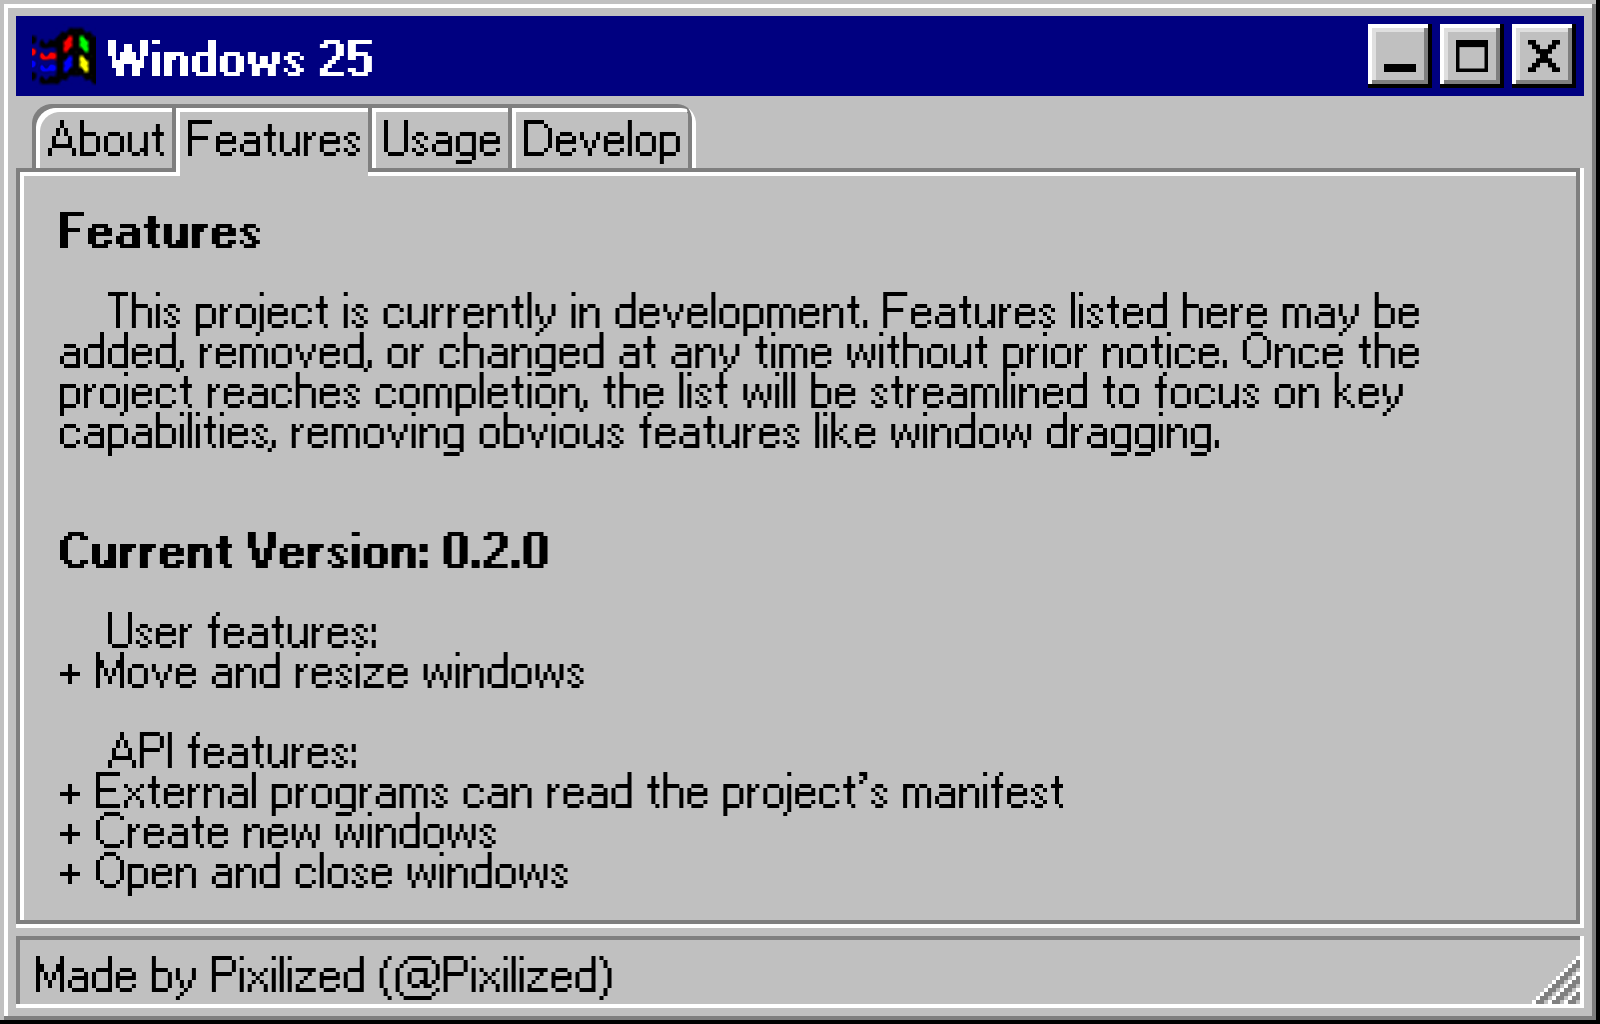 Windows 25
About Features Usage Develop
Features
This project is currently in development. Features listed here may be
added, removed, or changed at any time without prior notice. Once the
project reaches completion, the list will be streamlined to focus on key
capabilities, removing obvious features like window dragging.
Current Version: 0.2.0
User features:
+ Move and resize windows
API features:
+ External programs can read the project's manifest
+ Create new windows
+ Open and close windows
Made by Pixilized (@Pixilized)